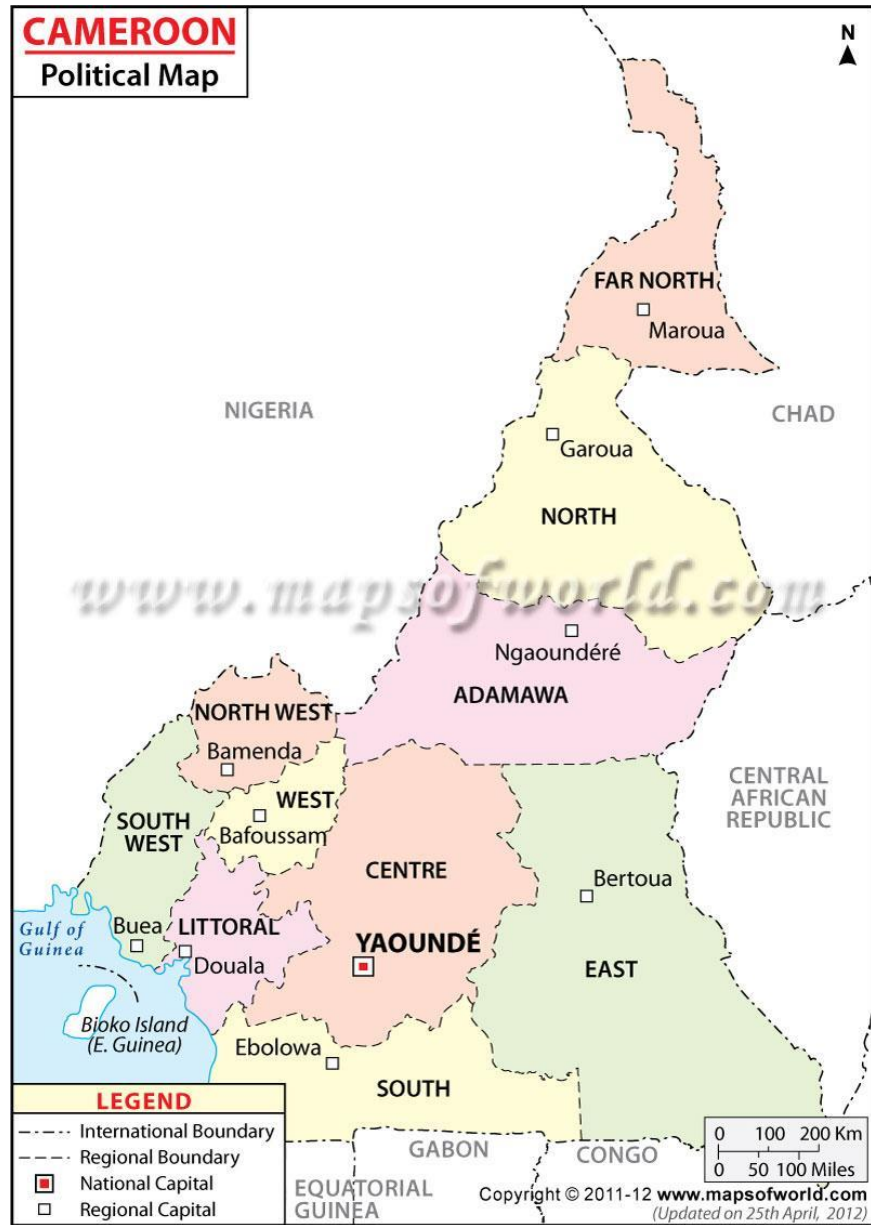 CAMEROON
Political Map
N
FAR NORTH
Maroua
NIGERIA
CHAD
Garoua
NORTH
www.mapsofworld.com
Ngaoundéré
ADAMAWA
NORTH WEST
Bamenda
CENTRAL
AFRICAN
REPUBLIC
WEST
Bafoussam
SOUTH
WEST
CENTRE
Bertoua
Buea
Gulf of
Guinea
LITTORAL
Douala
YAOUNDÉ
EAST
Bioko Island
(E. Guinea)
Ebolowa
SOUTH
LEGEND
International Boundary
Regional Boundary
National Capital
Regional Capital
GABON
CONGO
EQUATORIAL
GUINEA
0 100 200 Km
0 50 100 Miles
Copyright © 2011-12 www.mapsofworld.com
(Updated on 25th April, 2012)